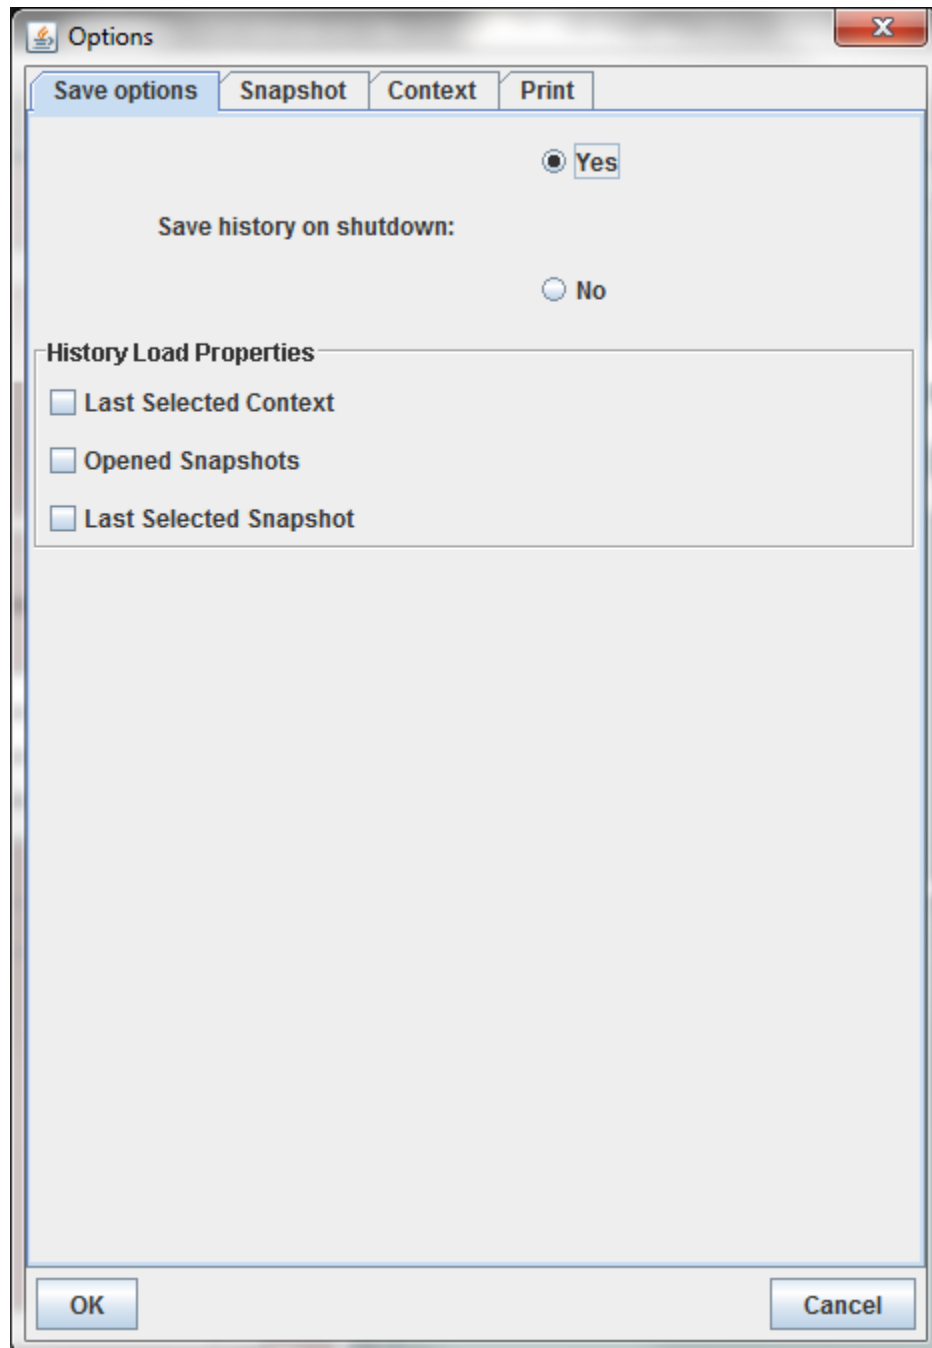 Options
Save options Snapshot Context Print
Yes
Save history on shutdown:
No
History Load Properties
Last Selected Context
Opened Snapshots
Last Selected Snapshot
OK Cancel